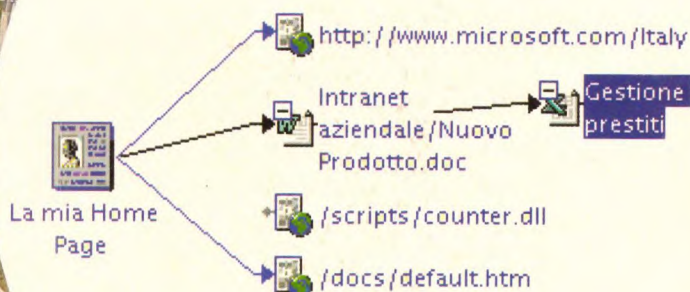 http://www.microsoft.com/Italy
Intranet
aziendale/Nuovo
Prodotto.doc
Gestione
prestiti
La mia Home
Page
/scripts/counter.dll
/docs/default.htm